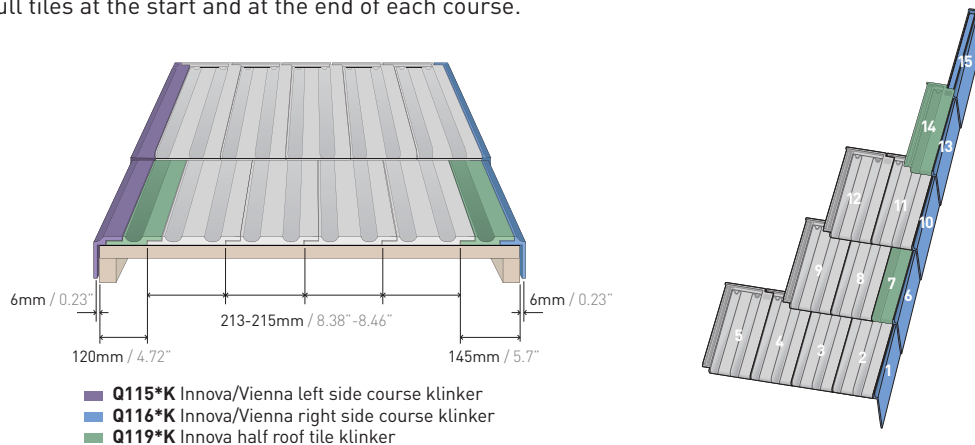 ull tiles at the start and at the end of each course.
6mm / 0.23"
213-215mm / 8.38"-8.46"
6mm / 0.23"
120mm / 4.72"
145mm / 5.7"
Q115*K Innova/Vienna left side course klinker
Q116*K Innova/Vienna right side course klinker
Q119*K Innova half roof tile klinker
15
14
13
12
11
10
9
8
7
6
5
4
3
2
1